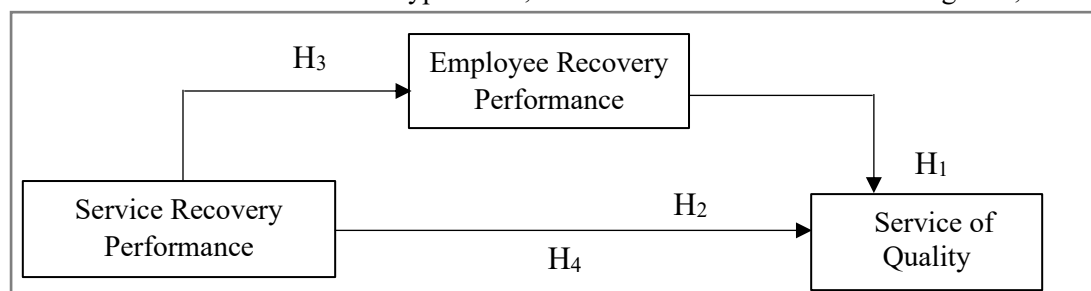 H₃
Employee Recovery
Performance
H₁
Service Recovery
Performance
H₂
H₄
Service of
Quality